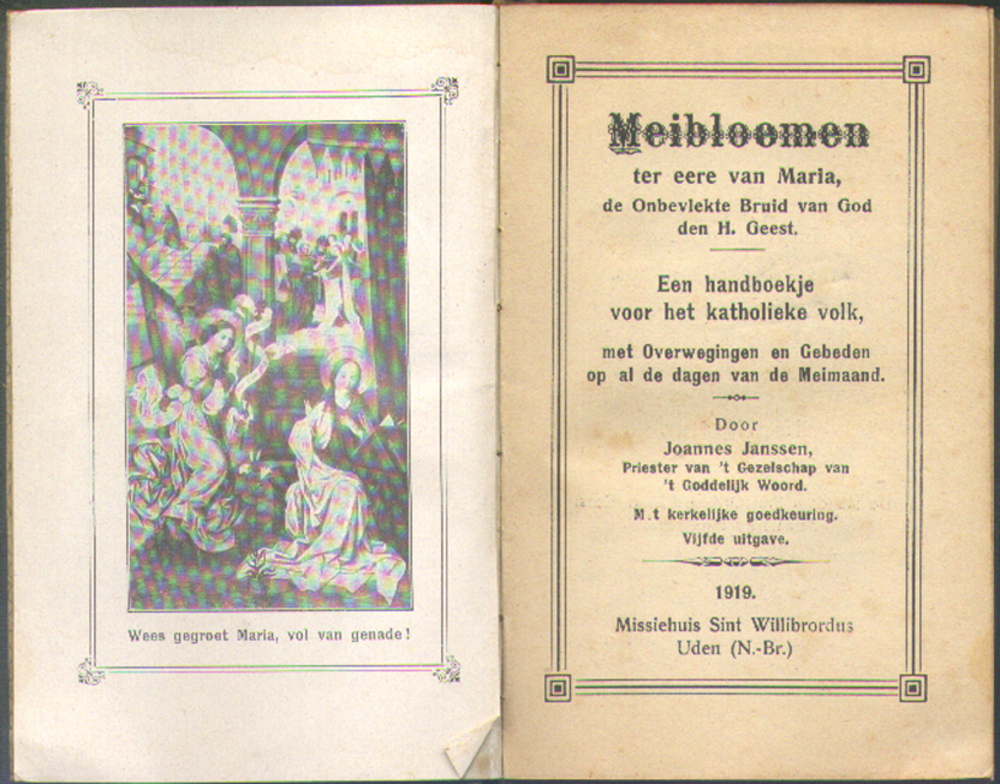 Wees gegroet Maria, vol van genade!
Meibloemen
ter eere van Maria,
de Onbevlekte Bruid van God
den H. Geest.
Een handboekje
voor het katholieke volk,
met Overwegingen en Gebeden
op al de dagen van de Meimaand.
Door
Joannes Janssen,
Priester van 't Gezelschap van
't Goddelijk Woord.
M.t kerkelijke goedkeuring.
Vijfde uitgave.
1919.
Missiehuis Sint Willibrordus
Uden (N.-Br.)